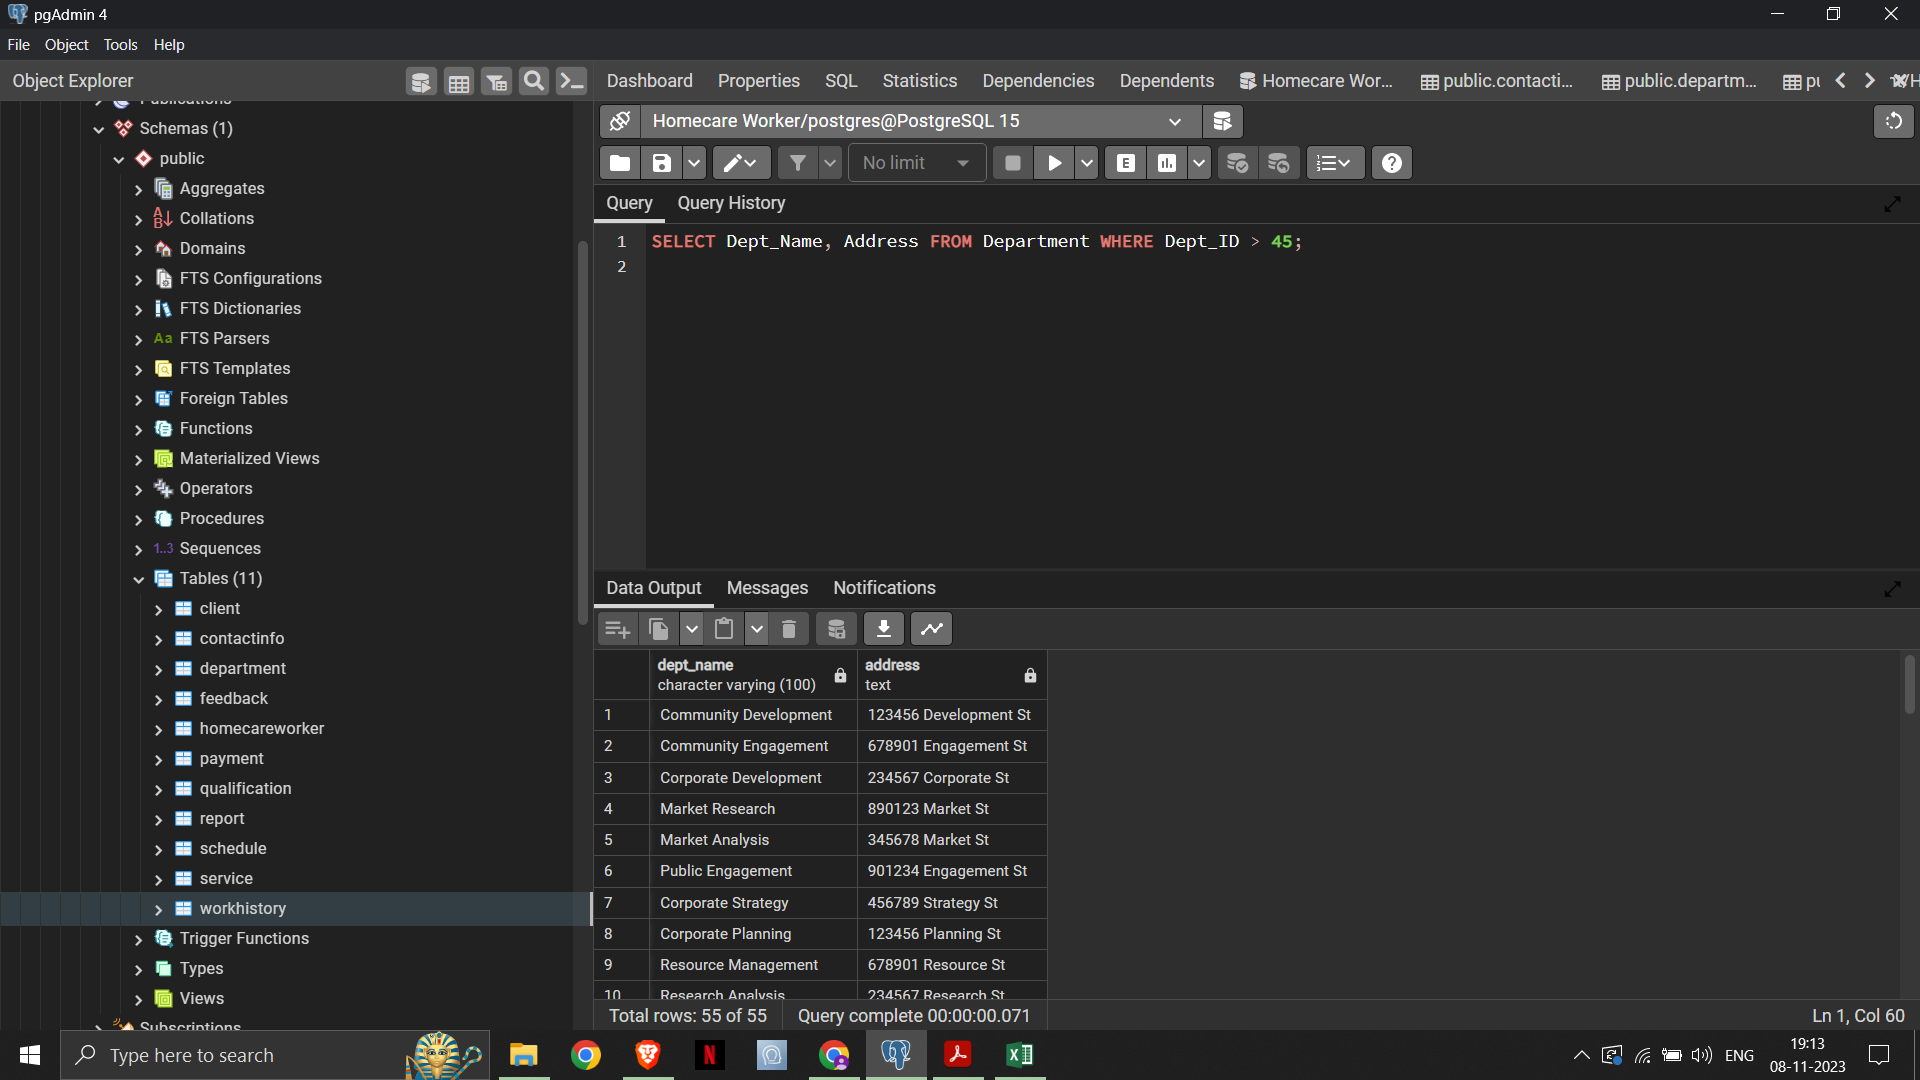 pgAdmin 4
File Object Tools Help
Object Explorer
Dashboard Properties SQL Statistics Dependencies Dependents Homecare Wor... public.contacti... public.departm... pu
Publications
Schemas (1)
public
Aggregates
Collations
Domains
FTS Configurations
FTS Dictionaries
Aa FTS Parsers
FTS Templates
Foreign Tables
Functions
Materialized Views
Operators
Procedures
1..3 Sequences
Tables (11)
client
contactinfo
department
feedback
homecareworker
payment
qualification
report
schedule
service
workhistory
Trigger Functions
Types
Views
Subscriptions
Homecare Worker/postgres@PostgreSQL 15
No limit
E
Query Query History
1 SELECT Dept_Name, Address FROM Department WHERE Dept_ID > 45;
2
Data Output Messages Notifications
dept_name address
character varying (100) text
1 Community Development 123456 Development St
2 Community Engagement 678901 Engagement St
3 Corporate Development 234567 Corporate St
4 Market Research 890123 Market St
5 Market Analysis 345678 Market St
6 Public Engagement 901234 Engagement St
7 Corporate Strategy 456789 Strategy St
8 Corporate Planning 123456 Planning St
9 Resource Management 678901 Resource St
10 Research Analysis 234567 Research St
Total rows: 55 of 55 Query complete 00:00:00.071 Ln 1, Col 60
Type here to search
ENG
19:13
08-11-2023